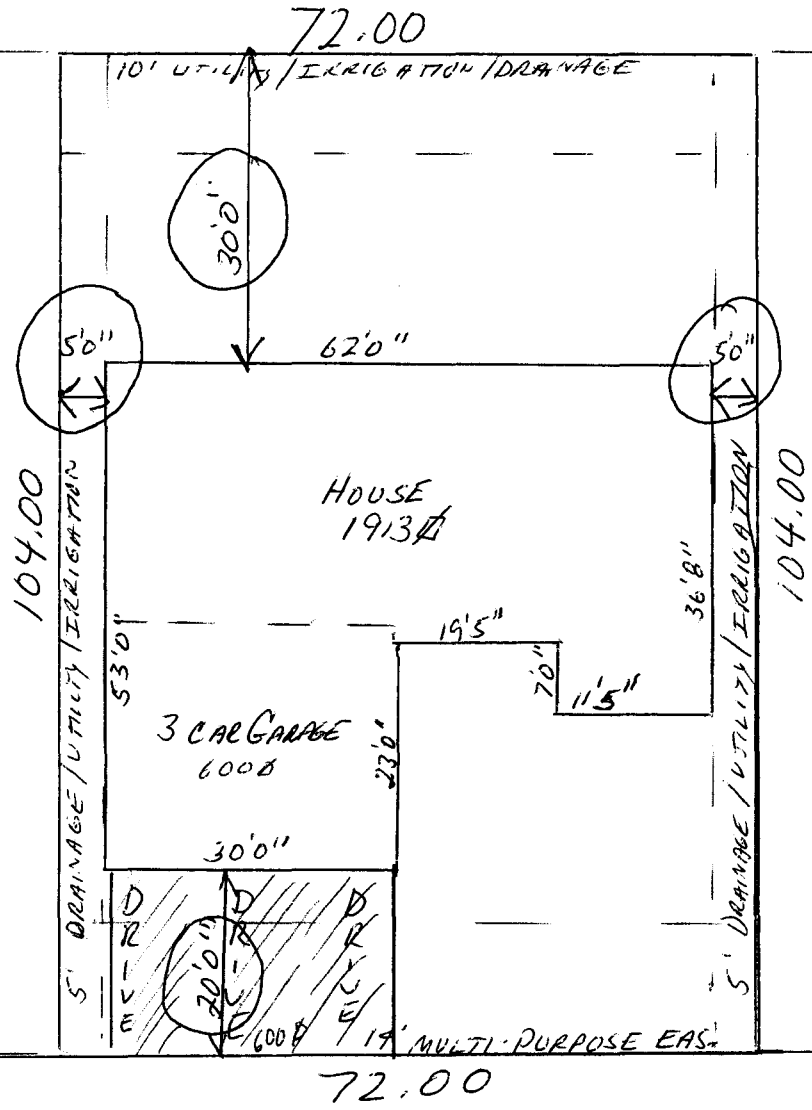 72.00
10' UTILITY / IRRIGATION / DRAINAGE
30'0"
5'0"
62'0"
5'0"
104.00
104.00
HOUSE
1913⏍
36'8"
19'5"
7'0"
11'5"
53'0"
3 CAR GARAGE
600⏍
23'0"
5' DRAINAGE / UTILITY / IRRIGATION
5' DRAINAGE / UTILITY / IRRIGATION
30'0"
DRIVE
DRIVE
DRIVE
20'0"
600⏍
14' MULTI-PURPOSE EAS.
72.00